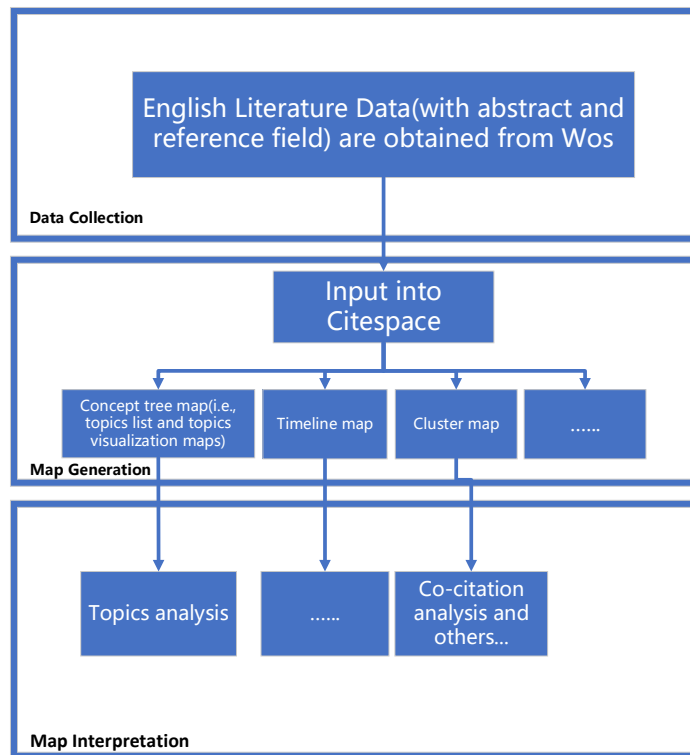 English Literature Data(with abstract and
reference field) are obtained from Wos
Data Collection
Input into
Citespace
Concept tree map(i.e.,
topics list and topics
visualization maps)
Timeline map
Cluster map
......
Map Generation
Topics analysis
......
Co-citation
analysis and
others...
Map Interpretation